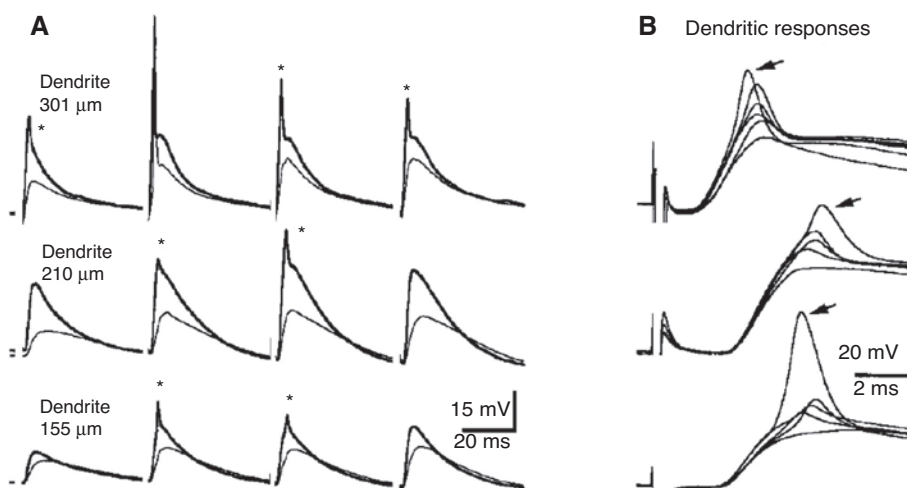 A
Dendrite
301 µm
*
*
*
Dendrite
210 µm
*
*
Dendrite
155 µm
*
*
15 mV
20 ms
B Dendritic responses
20 mV
2 ms